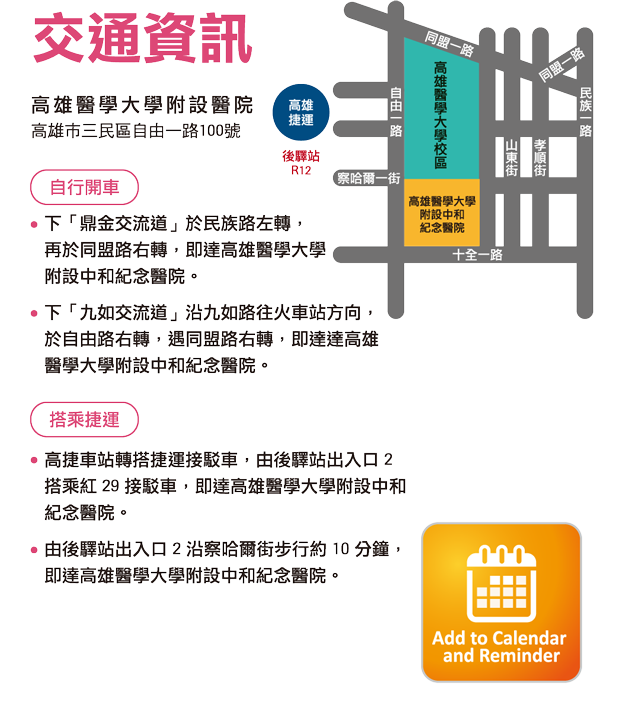 交通資訊
高雄醫學大學附設醫院
高雄市三民區自由一路100號
高雄
捷運
後驛站
R12
同盟一路
同盟一路
自由一路
高雄醫學大學校區
民族一路
山東街
孝順街
察哈爾一街
高雄醫學大學
附設中和
紀念醫院
十全一路
自行開車
• 下「鼎金交流道」於民族路左轉，
再於同盟路右轉，即達高雄醫學大學
附設中和紀念醫院。
• 下「九如交流道」沿九如路往火車站方向，
於自由路右轉，遇同盟路右轉，即達達高雄
醫學大學附設中和紀念醫院。
搭乘捷運
• 高捷車站轉搭捷運接駁車，由後驛站出入口 2
搭乘紅 29 接駁車，即達高雄醫學大學附設中和
紀念醫院。
• 由後驛站出入口 2 沿察哈爾街步行約 10 分鐘，
即達高雄醫學大學附設中和紀念醫院。
Add to Calendar
and Reminder